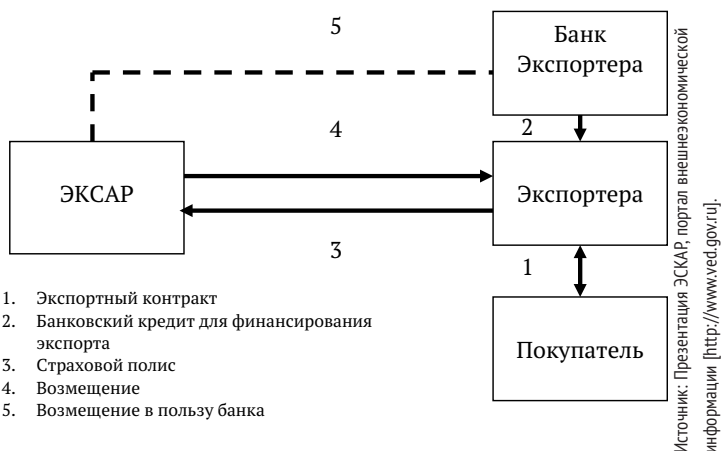 5
Банк
Экспортера
2
4
ЭКСАР
Экспортера
3
1
Покупатель
1. Экспортный контракт
2. Банковский кредит для финансирования
экспорта
3. Страховой полис
4. Возмещение
5. Возмещение в пользу банка
Источник: Презентация ЭСКАР, портал внешнеэкономической
информации [http://www.ved.gov.ru].